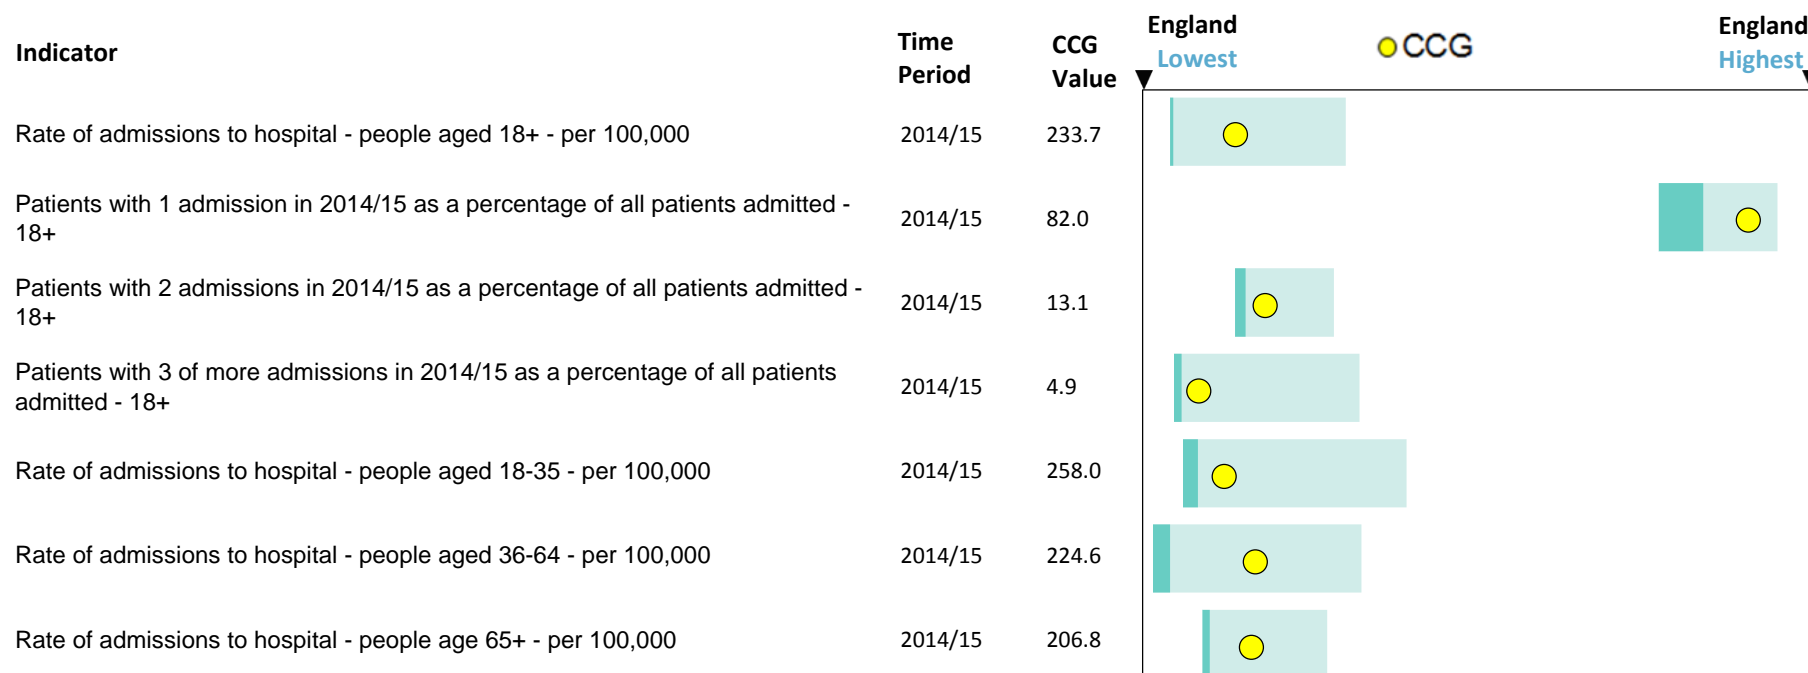 Indicator
Time
Period
CCG
Value
England
Lowest
CCG
England
Highest
Rate of admissions to hospital - people aged 18+ - per 100,000
2014/15
233.7
Patients with 1 admission in 2014/15 as a percentage of all patients admitted -
18+
2014/15
82.0
Patients with 2 admissions in 2014/15 as a percentage of all patients admitted -
18+
2014/15
13.1
Patients with 3 of more admissions in 2014/15 as a percentage of all patients
admitted - 18+
2014/15
4.9
Rate of admissions to hospital - people aged 18-35 - per 100,000
2014/15
258.0
Rate of admissions to hospital - people aged 36-64 - per 100,000
2014/15
224.6
Rate of admissions to hospital - people age 65+ - per 100,000
2014/15
206.8